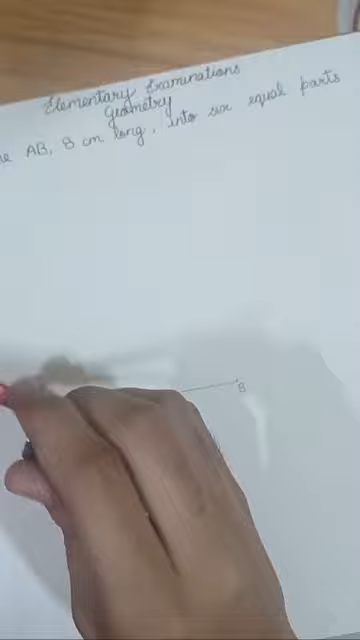 Elementary Examinations
Geometry
AB, 8 cm long, into six equal parts
B